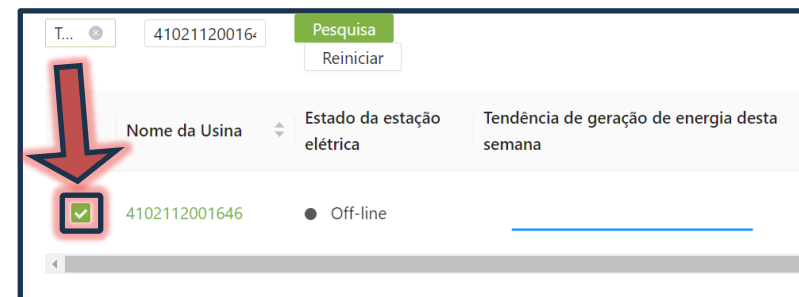 T... 41021120016 Pesquisa
Reiniciar
Nome da Usina
Estado da estação
elétrica
Tendência de geração de energia desta
semana
4102112001646 Off-line